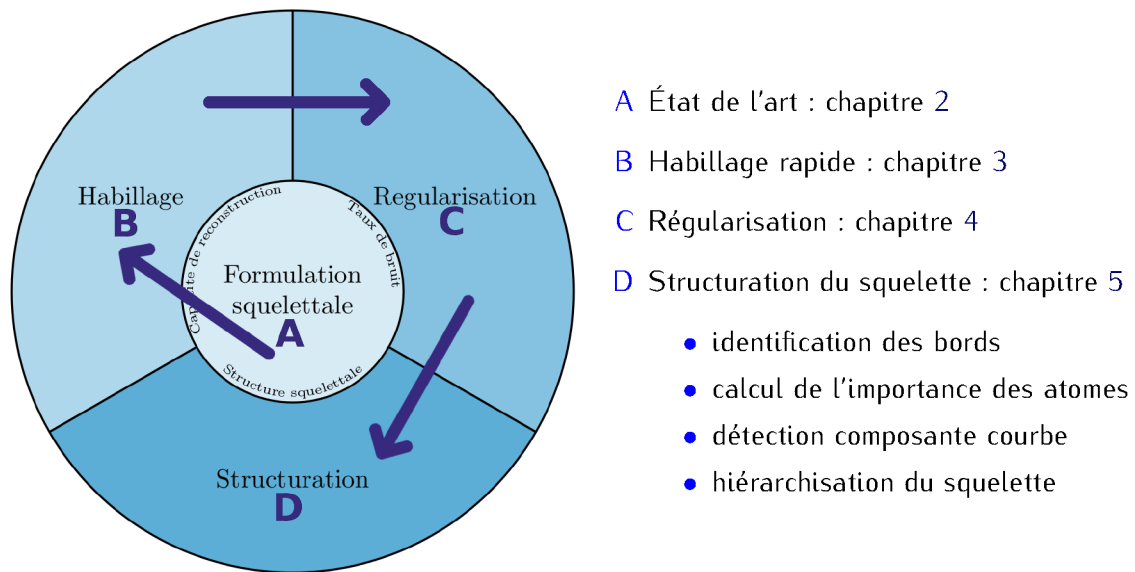 Habillage
B
Regularisation
C
Capacite de reconstruction
Taux de bruit
Formulation
squelettale
A
Structure squelettale
Structuration
D
A État de l'art : chapitre 2
B Habillage rapide : chapitre 3
C Régularisation : chapitre 4
D Structuration du squelette : chapitre 5
• identification des bords
• calcul de l'importance des atomes
• détection composante courbe
• hiérarchisation du squelette